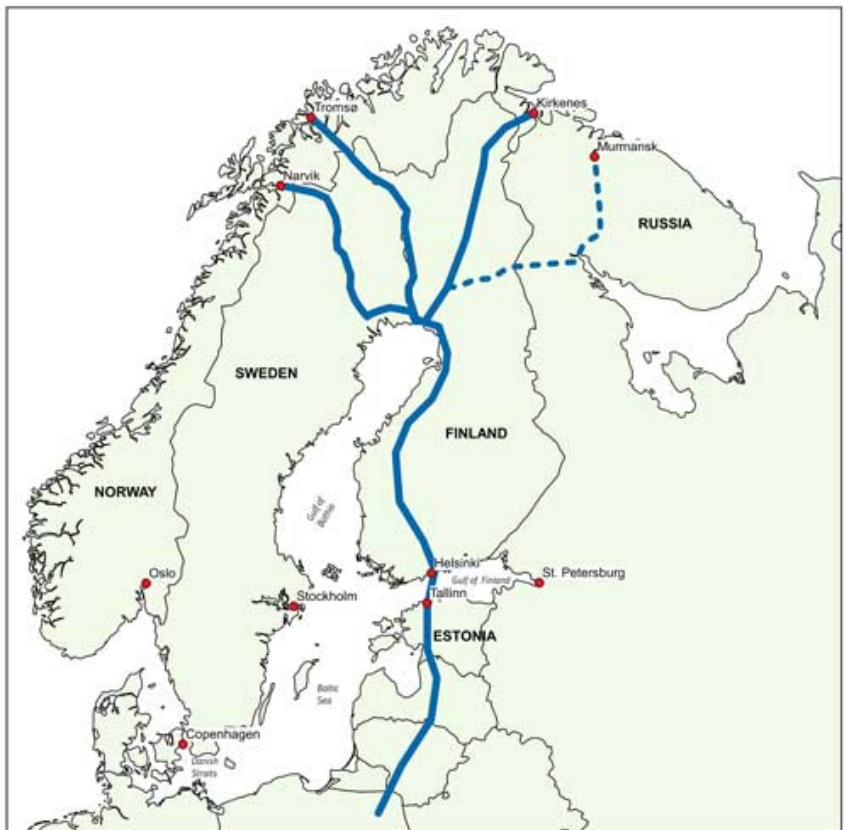 Tromsø
Kirkenes
Murmansk
Narvik
RUSSIA
SWEDEN
FINLAND
NORWAY
Gulf of
Bothia
Helsinki
Oslo
Gulf of Finland
St. Petersburg
Stockholm
Tallinn
ESTONIA
Baltic
Sea
Copenhagen
Danish
Straits